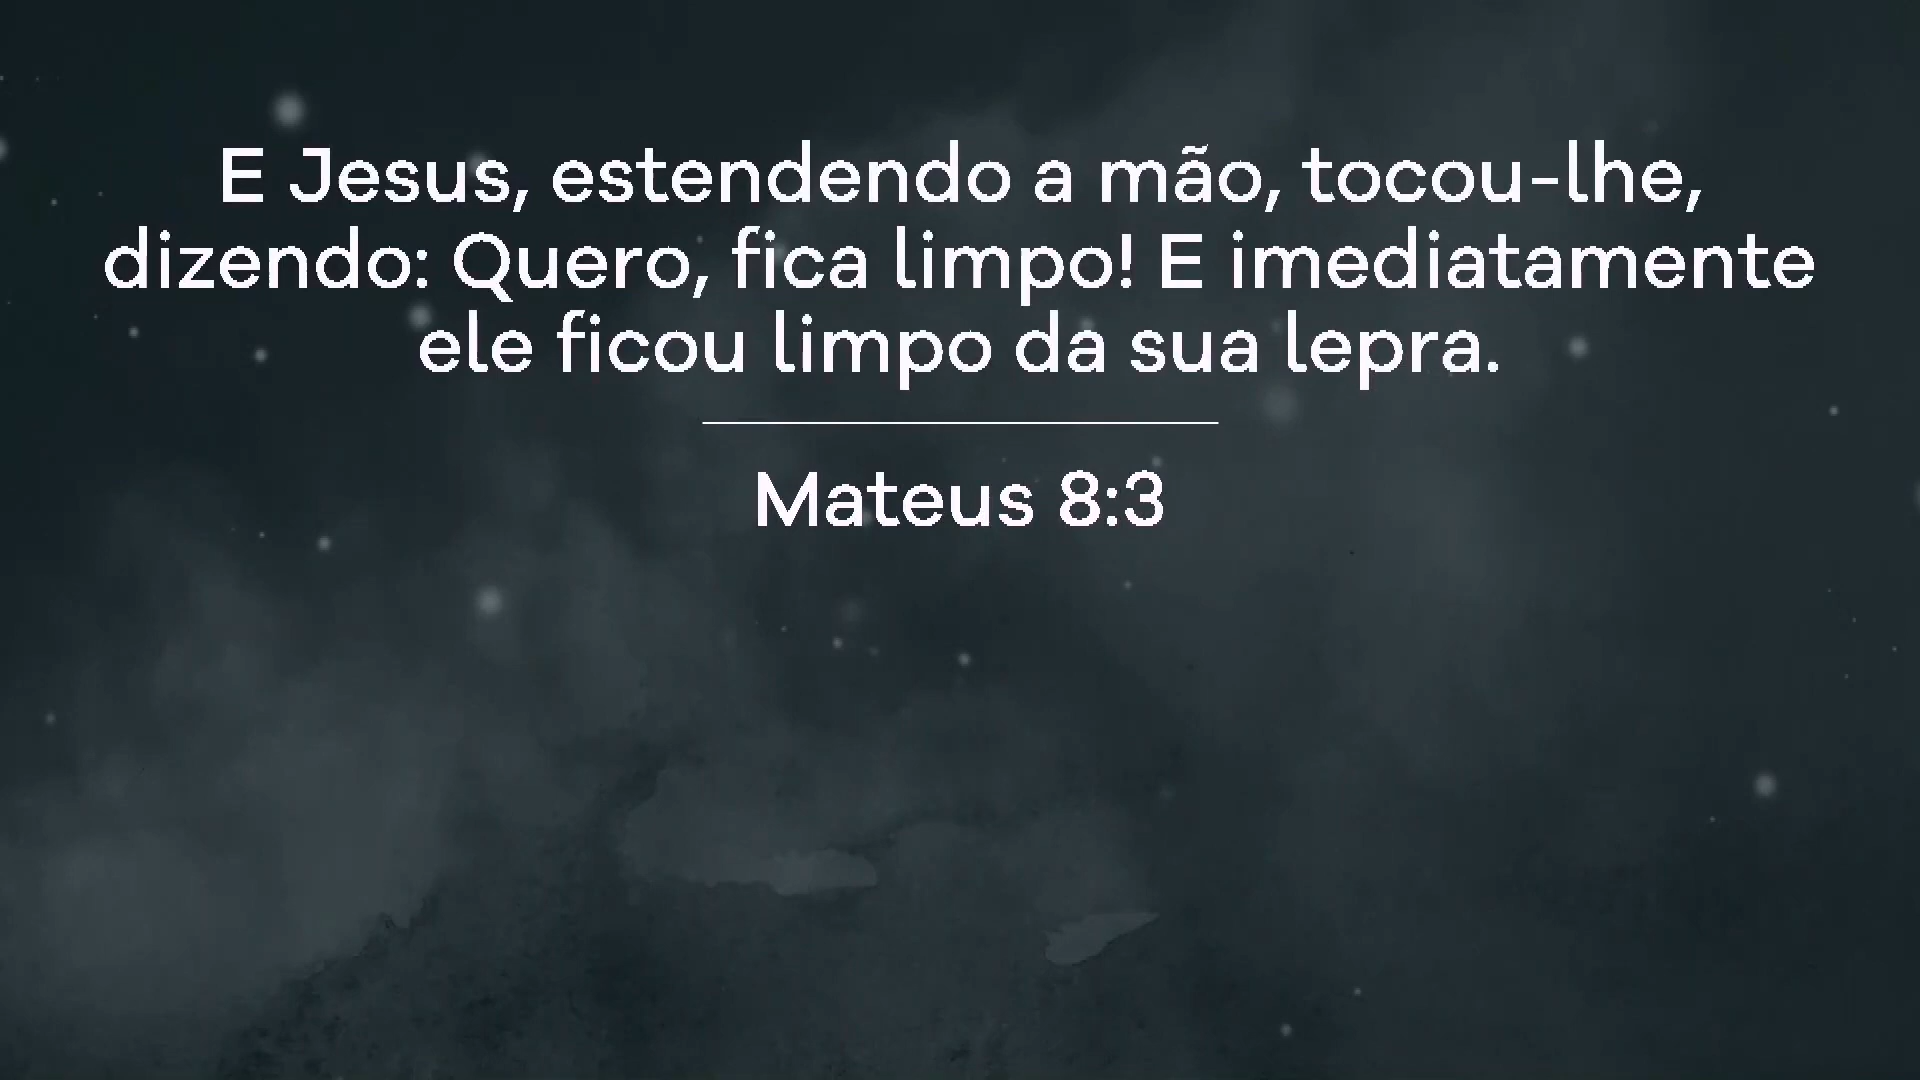 E Jesus, estendendo a mão, tocou-lhe,
dizendo: Quero, fica limpo! E imediatamente
ele ficou limpo da sua lepra.
Mateus 8:3